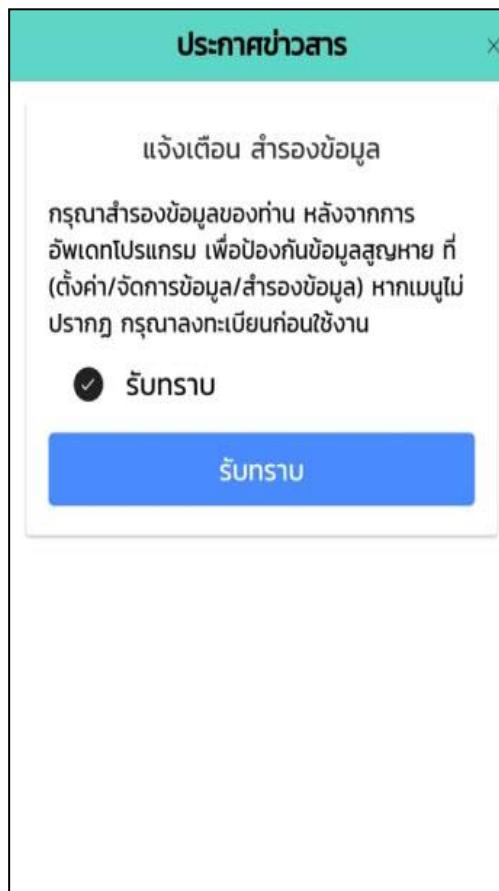 ประกาศข่าวสาร
แจ้งเตือน สำรองข้อมูล
กรุณาสำรองข้อมูลของท่าน หลังจากการ
อัพเดทโปรแกรม เพื่อป้องกันข้อมูลสูญหาย ที่
(ตั้งค่า/จัดการข้อมูล/สำรองข้อมูล) หากเมนูไม่
ปรากฎ กรุณาลงทะเบียนก่อนใช้งาน
รับทราบ
รับทราบ